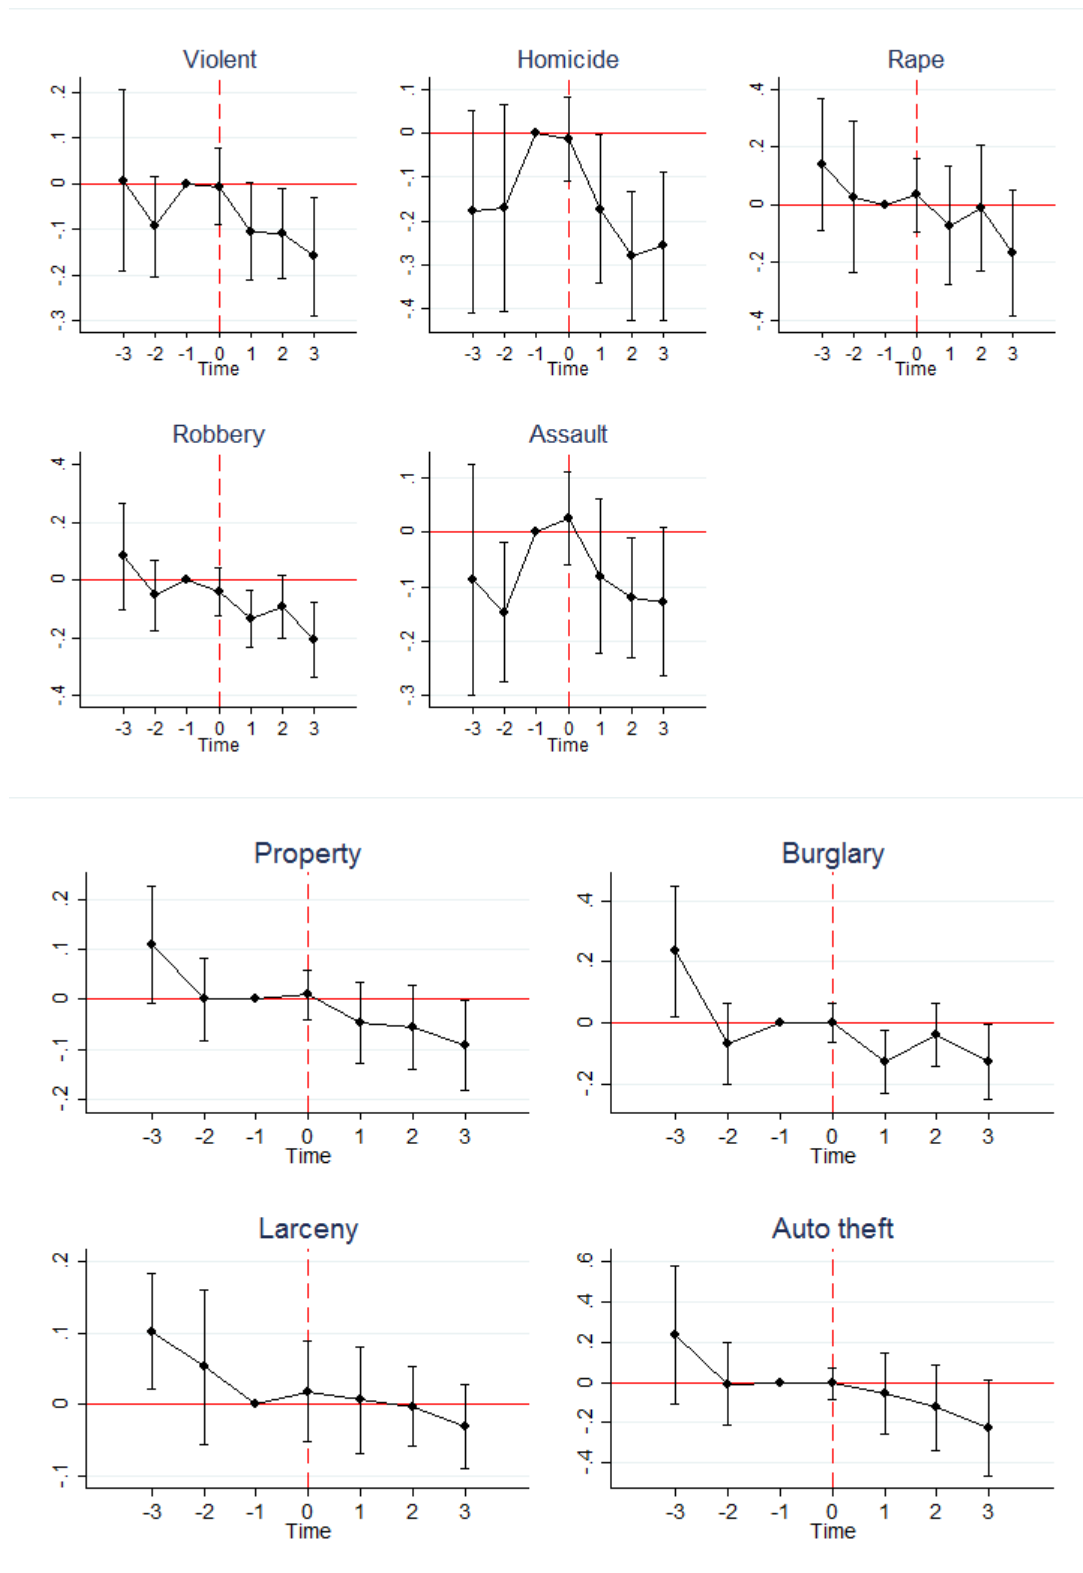 Violent Homicide Rape
.2 .1 0 -.1 -.2 -.3
-3 -2 -1 0 1 2 3
Time
.1 0 -.1 -.2 -.3 -.4
-3 -2 -1 0 1 2 3
Time
.4 .2 0 -.2 -.4
-3 -2 -1 0 1 2 3
Time
Robbery Assault
.4 .2 0 -.2 -.4
-3 -2 -1 0 1 2 3
Time
.1 0 -.1 -.2 -.3
-3 -2 -1 0 1 2 3
Time
Property Burglary
.2 .1 0 -.1 -.2
-3 -2 -1 0 1 2 3
Time
.4 .2 0 -.2
-3 -2 -1 0 1 2 3
Time
Larceny Auto theft
.2 .1 0 -.1
-3 -2 -1 0 1 2 3
Time
.6 .4 .2 0 -.2 -.4
-3 -2 -1 0 1 2 3
Time